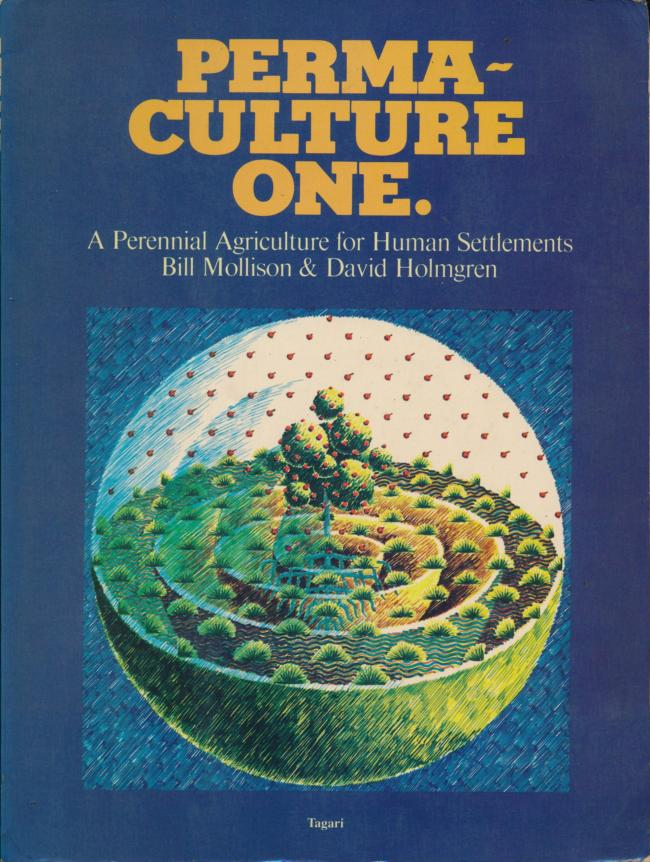 PERMA-
CULTURE
ONE.
A Perennial Agriculture for Human Settlements
Bill Mollison & David Holmgren
Tagari